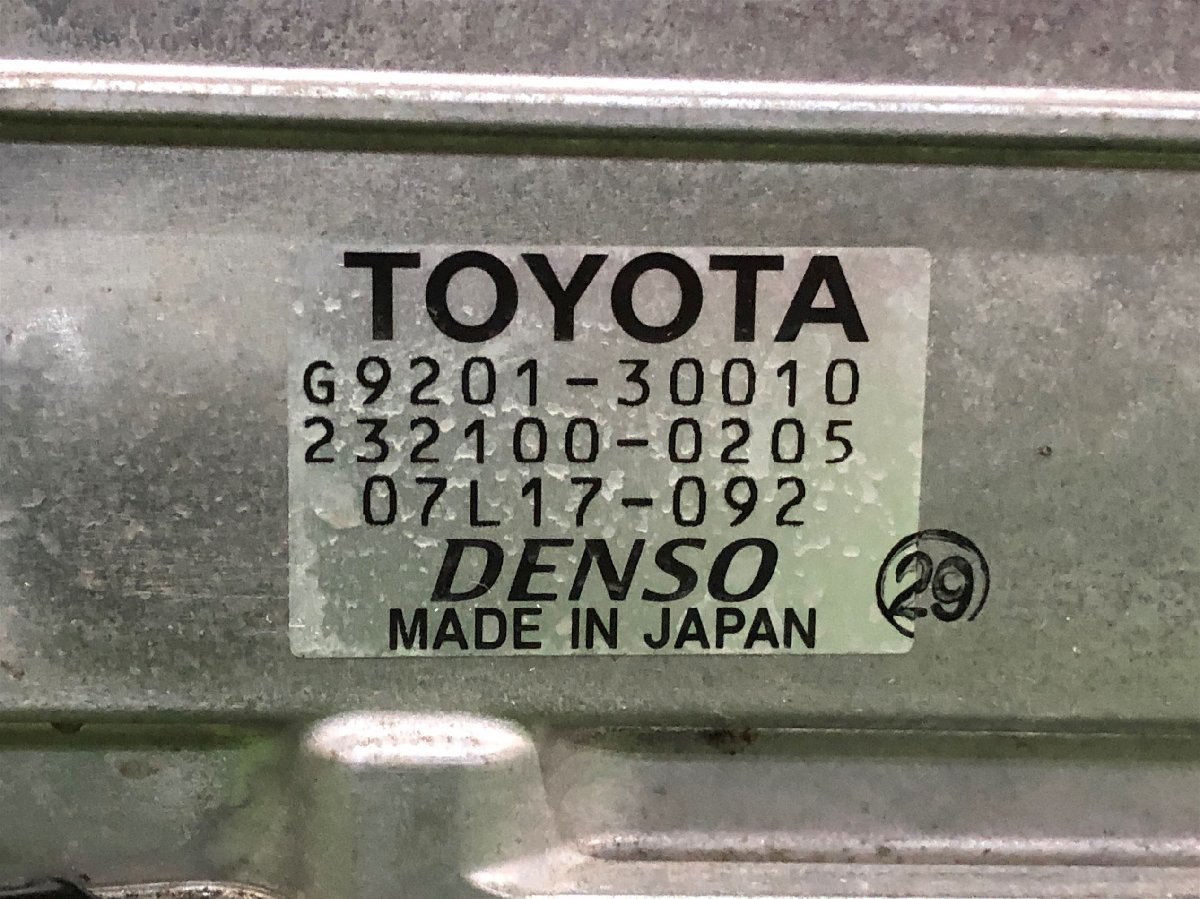 TOYOTA
G9201-30010
232100-0205
07L17-092
DENSO
MADE IN JAPAN
29